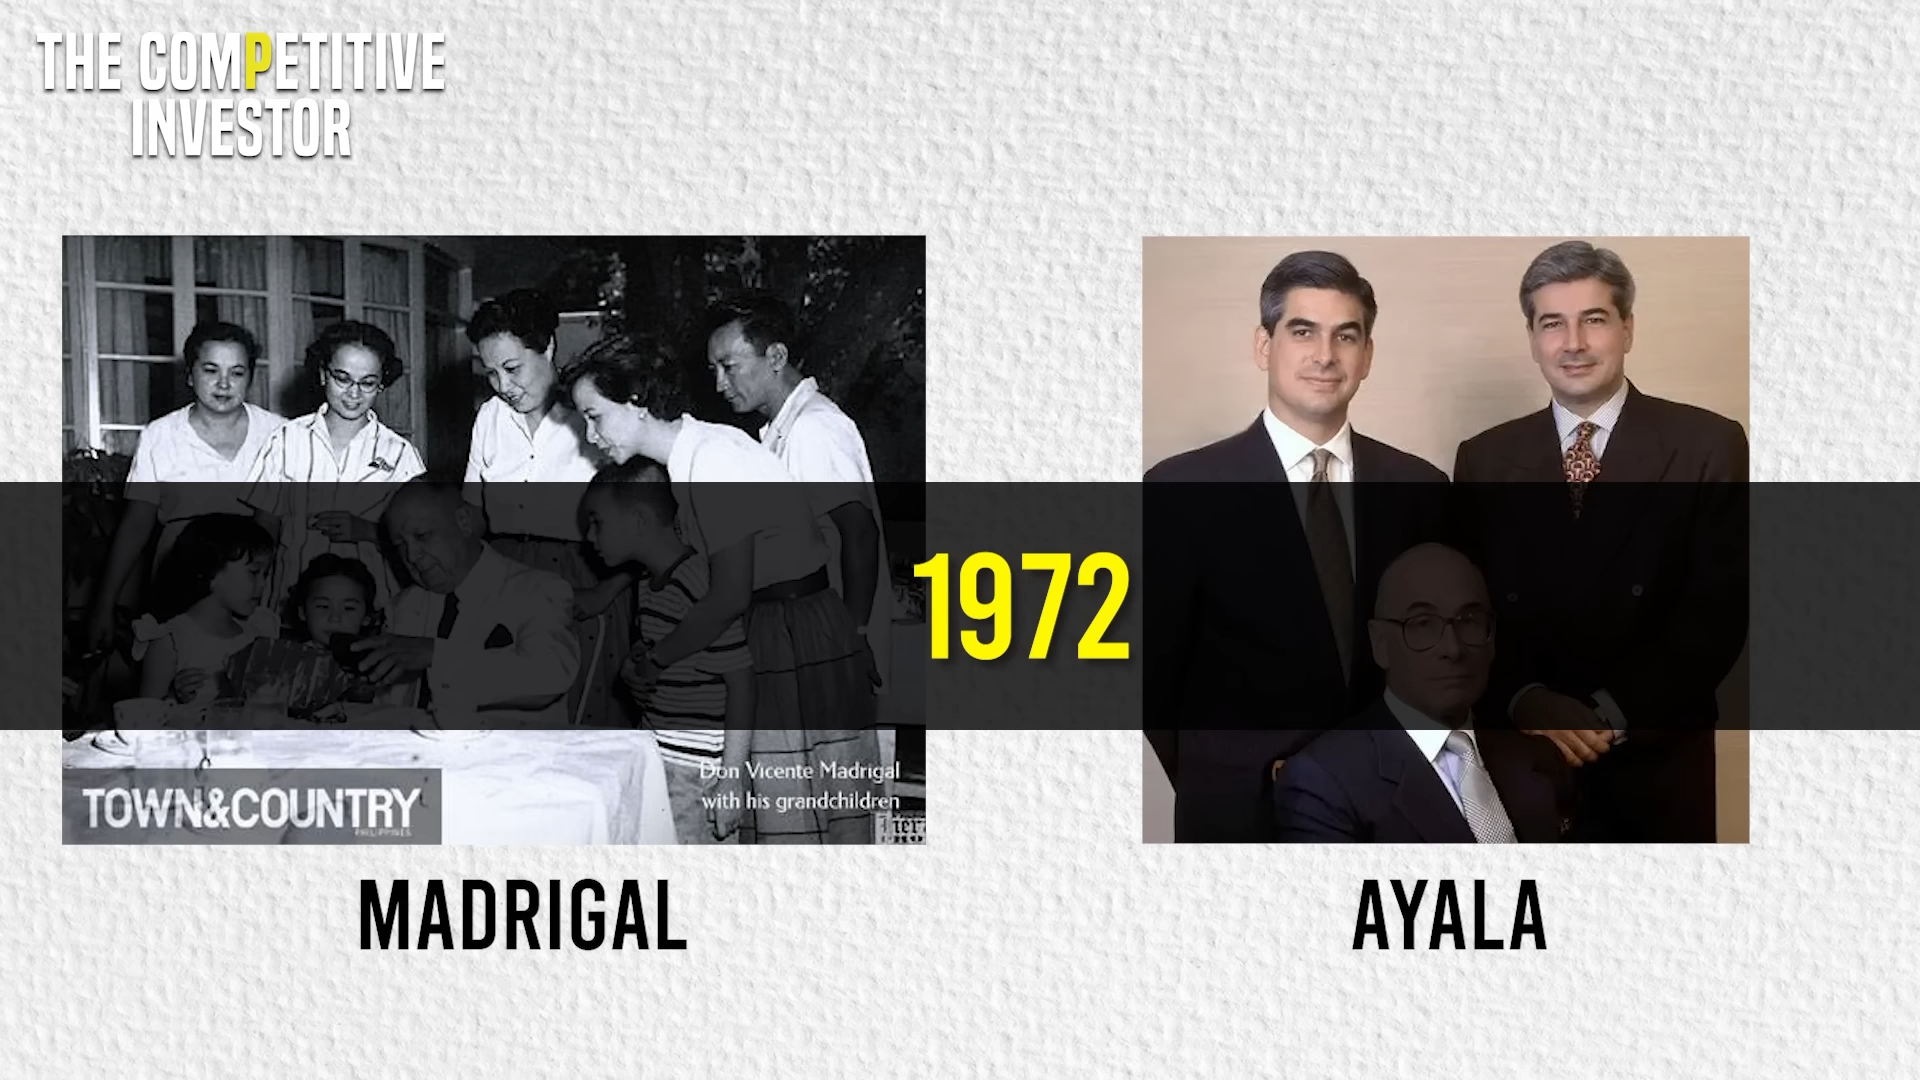 THE COMPETITIVE
INVESTOR
1972
Don Vicente Madrigal
with his grandchildren
TOWN&COUNTRY
PHILIPPINES
MADRIGAL
AYALA